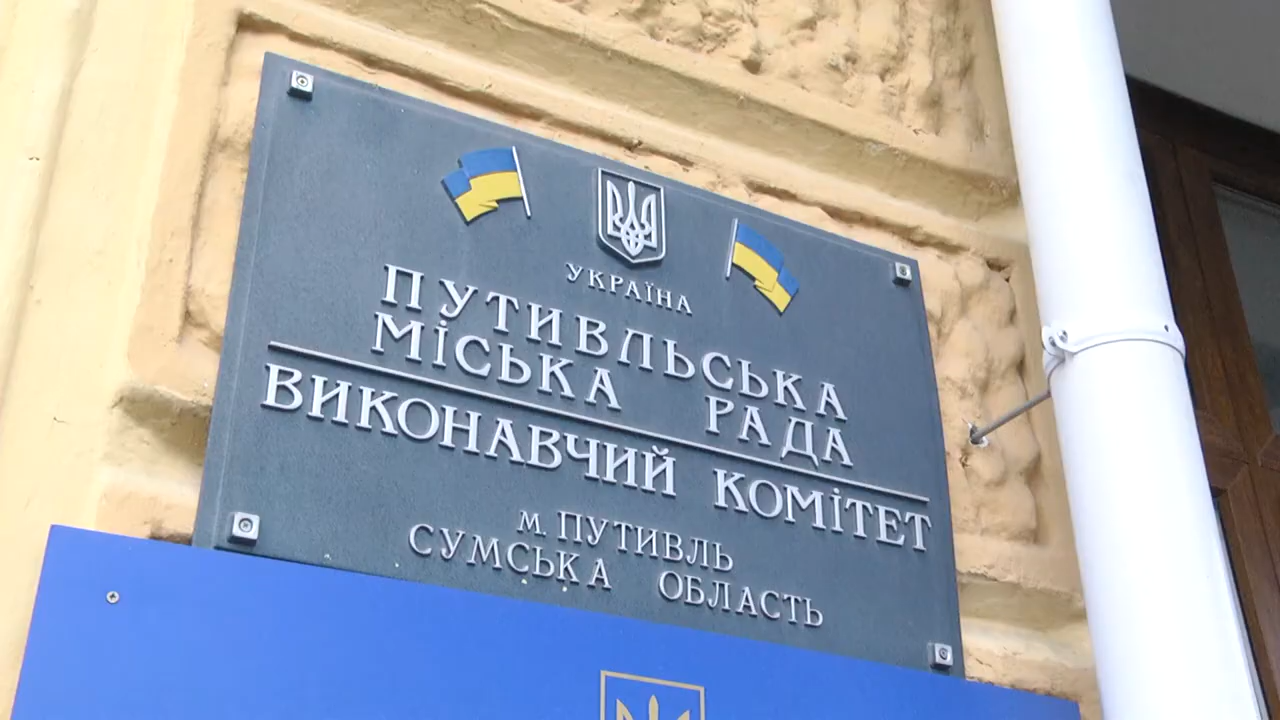 УКРАЇНА
ПУТИВЛЬСЬКА
МІСЬКА РАДА
ВИКОНАВЧИЙ КОМІТЕТ
м. ПУТИВЛЬ
СУМСЬКА ОБЛАСТЬ